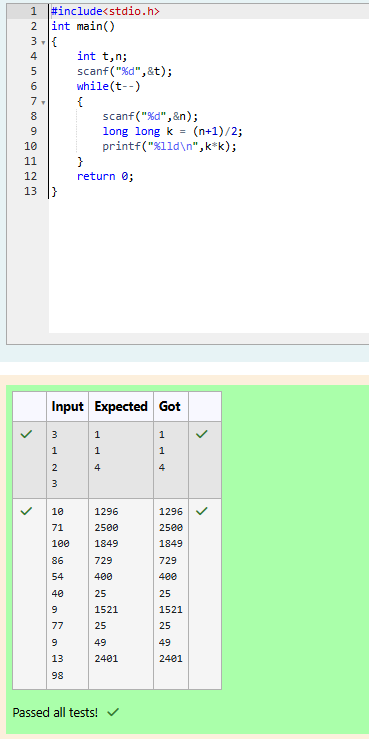 1 #include<stdio.h>
2 int main()
3 {
4     int t,n;
5     scanf("%d",&t);
6     while(t--)
7     {
8         scanf("%d",&n);
9         long long k = (n+1)/2;
10         printf("%lld\n",k*k);
11     }
12     return 0;
13 }
Input Expected Got
3 1 1
1 1 1
2 4 4
3
10 1296 1296
71 2500 2500
100 1849 1849
86 729 729
54 400 400
40 25 25
9 1521 1521
77 25 25
9 49 49
13 2401 2401
98
Passed all tests!